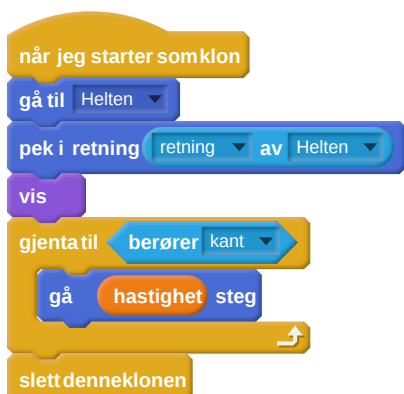 når jeg starter som klon
gå til Helten
pek i retning retning av Helten
vis
gjenta til berører kant
gå hastighet steg
slett denne klonen